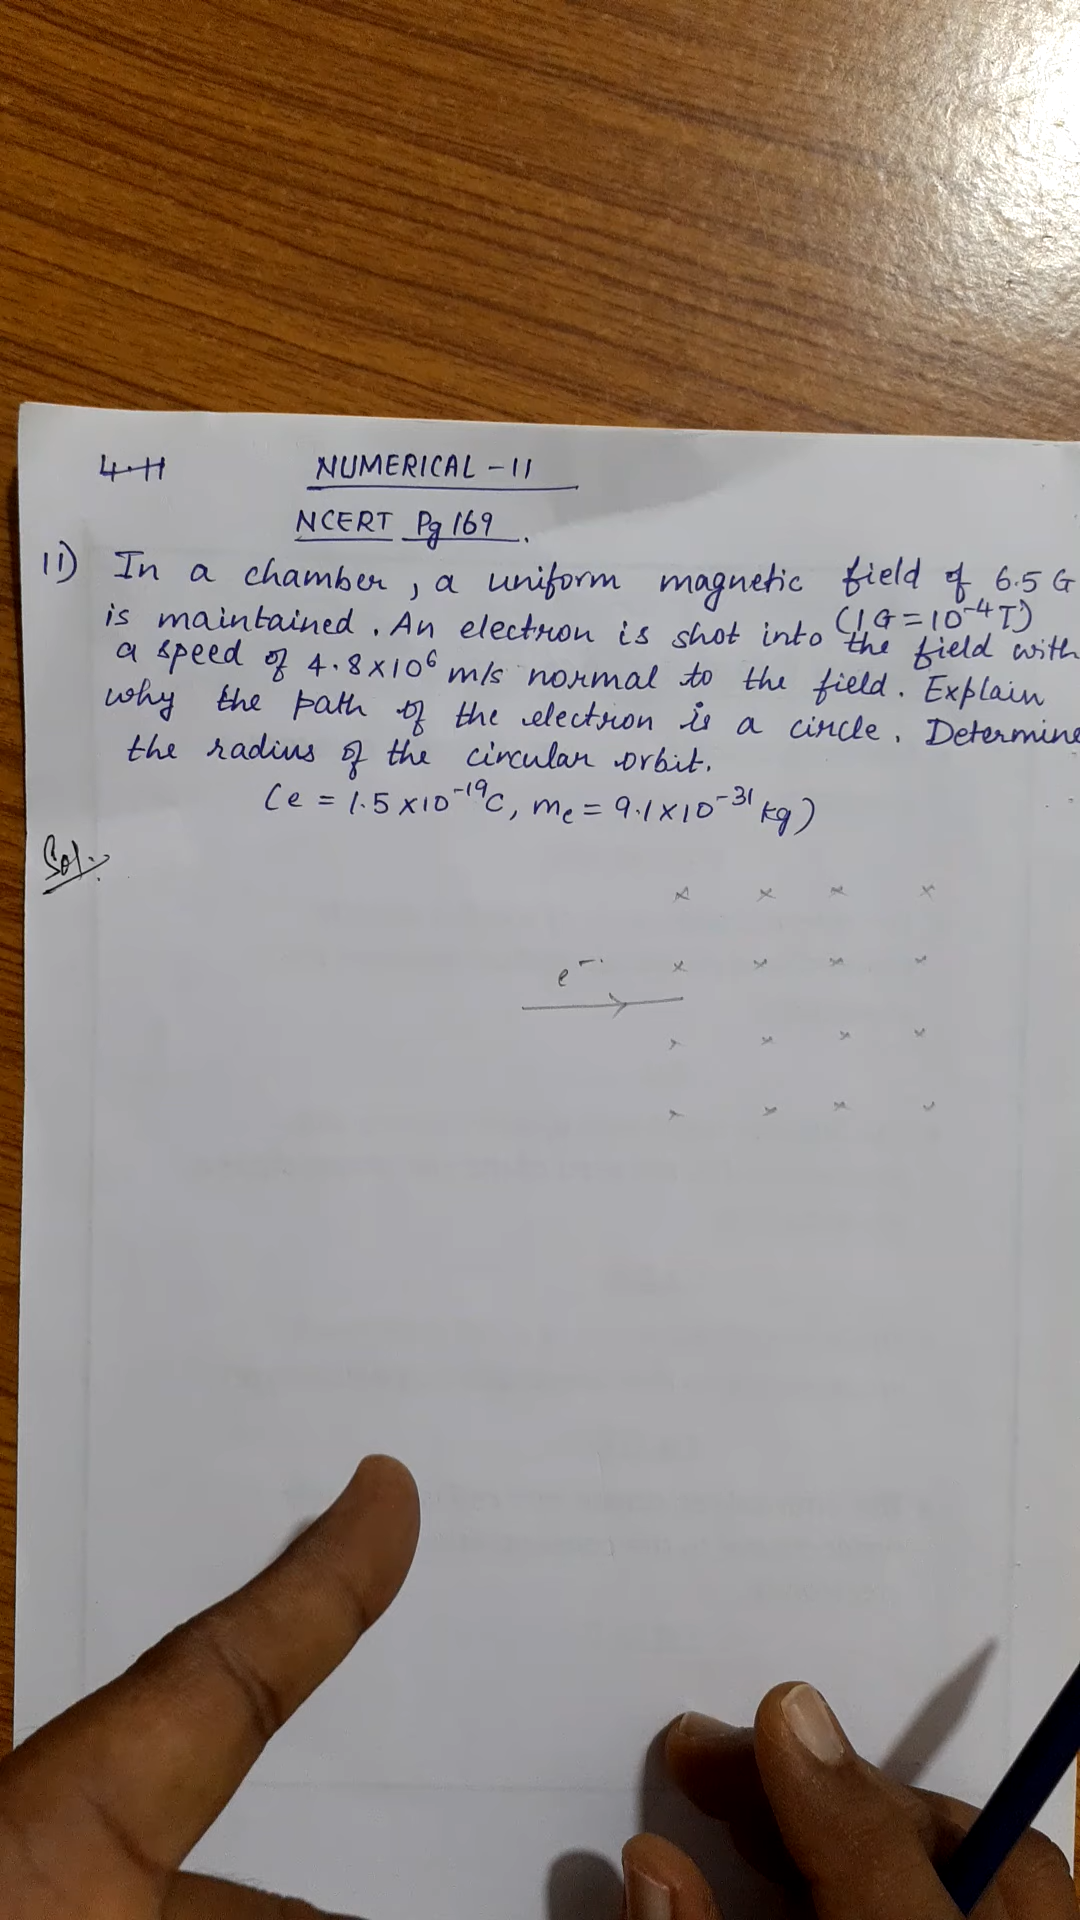 4.11
NUMERICAL - 11
NCERT Pg 169.
11) In a chamber, a uniform magnetic field of 6.5 G
(1 G = 10⁻⁴ T)
is maintained. An electron is shot into the field with
a speed of 4.8 × 10⁶ m/s normal to the field. Explain
why the path of the electron is a circle. Determine
the radius of the circular orbit.
(e = 1.5 × 10⁻¹⁹ C, me = 9.1 × 10⁻³¹ kg)
Sol:
e⁻